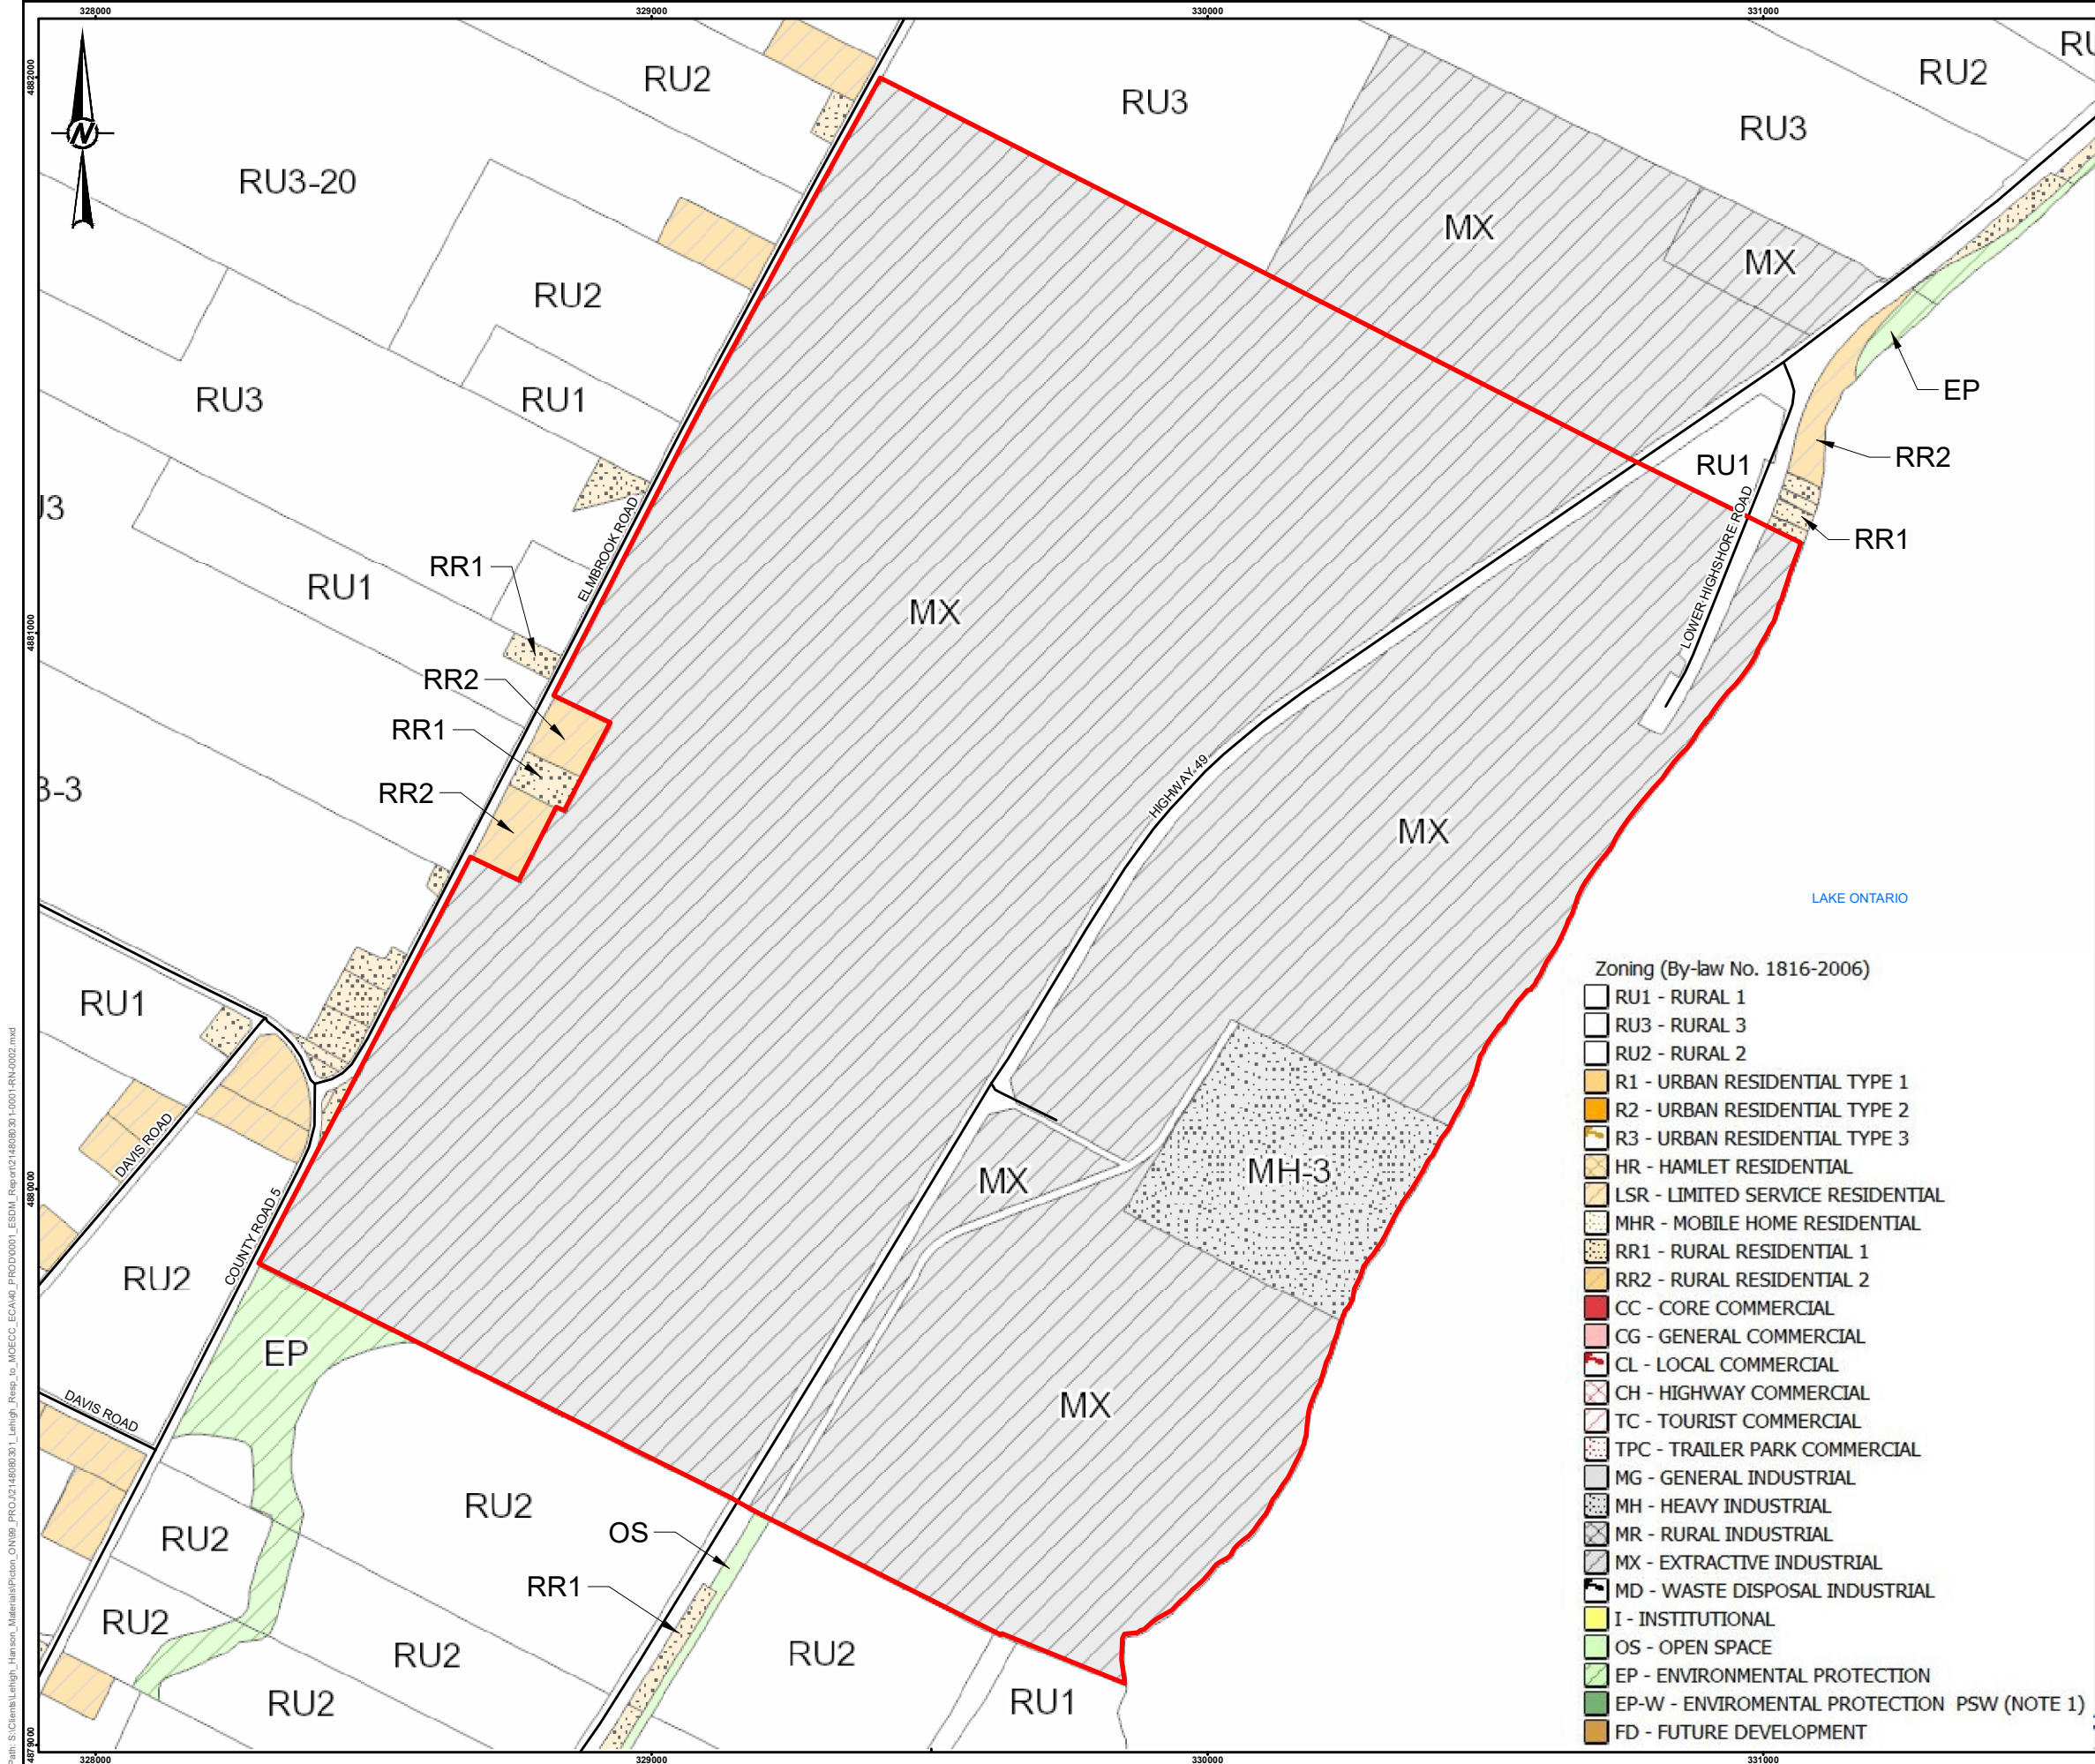 328000
329000
330000
331000
4882000
N
RU2
RU3
RU2
RU
RU3
RU3-20
MX
MX
RU2
EP
RU3
RU1
RU1
RR2
J3
RR1
ELMBROOK ROAD
LOWER HIGHSHORE ROAD
RR1
RU1
MX
4881000
RR2
RR1
HIGHWAY 49
3-3
RR2
MX
LAKE ONTARIO
RU1
Zoning (By-law No. 1816-2006)
RU1 - RURAL 1
RU3 - RURAL 3
RU2 - RURAL 2
R1 - URBAN RESIDENTIAL TYPE 1
R2 - URBAN RESIDENTIAL TYPE 2
R3 - URBAN RESIDENTIAL TYPE 3
HR - HAMLET RESIDENTIAL
LSR - LIMITED SERVICE RESIDENTIAL
MHR - MOBILE HOME RESIDENTIAL
RR1 - RURAL RESIDENTIAL 1
RR2 - RURAL RESIDENTIAL 2
CC - CORE COMMERCIAL
CG - GENERAL COMMERCIAL
CL - LOCAL COMMERCIAL
CH - HIGHWAY COMMERCIAL
TC - TOURIST COMMERCIAL
TPC - TRAILER PARK COMMERCIAL
MG - GENERAL INDUSTRIAL
MH - HEAVY INDUSTRIAL
MR - RURAL INDUSTRIAL
MX - EXTRACTIVE INDUSTRIAL
MD - WASTE DISPOSAL INDUSTRIAL
I - INSTITUTIONAL
OS - OPEN SPACE
EP - ENVIRONMENTAL PROTECTION
EP-W - ENVIROMENTAL PROTECTION PSW (NOTE 1)
FD - FUTURE DEVELOPMENT
DAVIS ROAD
MX
MH-3
4880000
COUNTY ROAD 5
RU2
EP
DAVIS ROAD
MX
RU2
RU2
OS
RR1
RU2
RU2
RU2
RU2
RU1
4879000
328000
329000
330000
331000